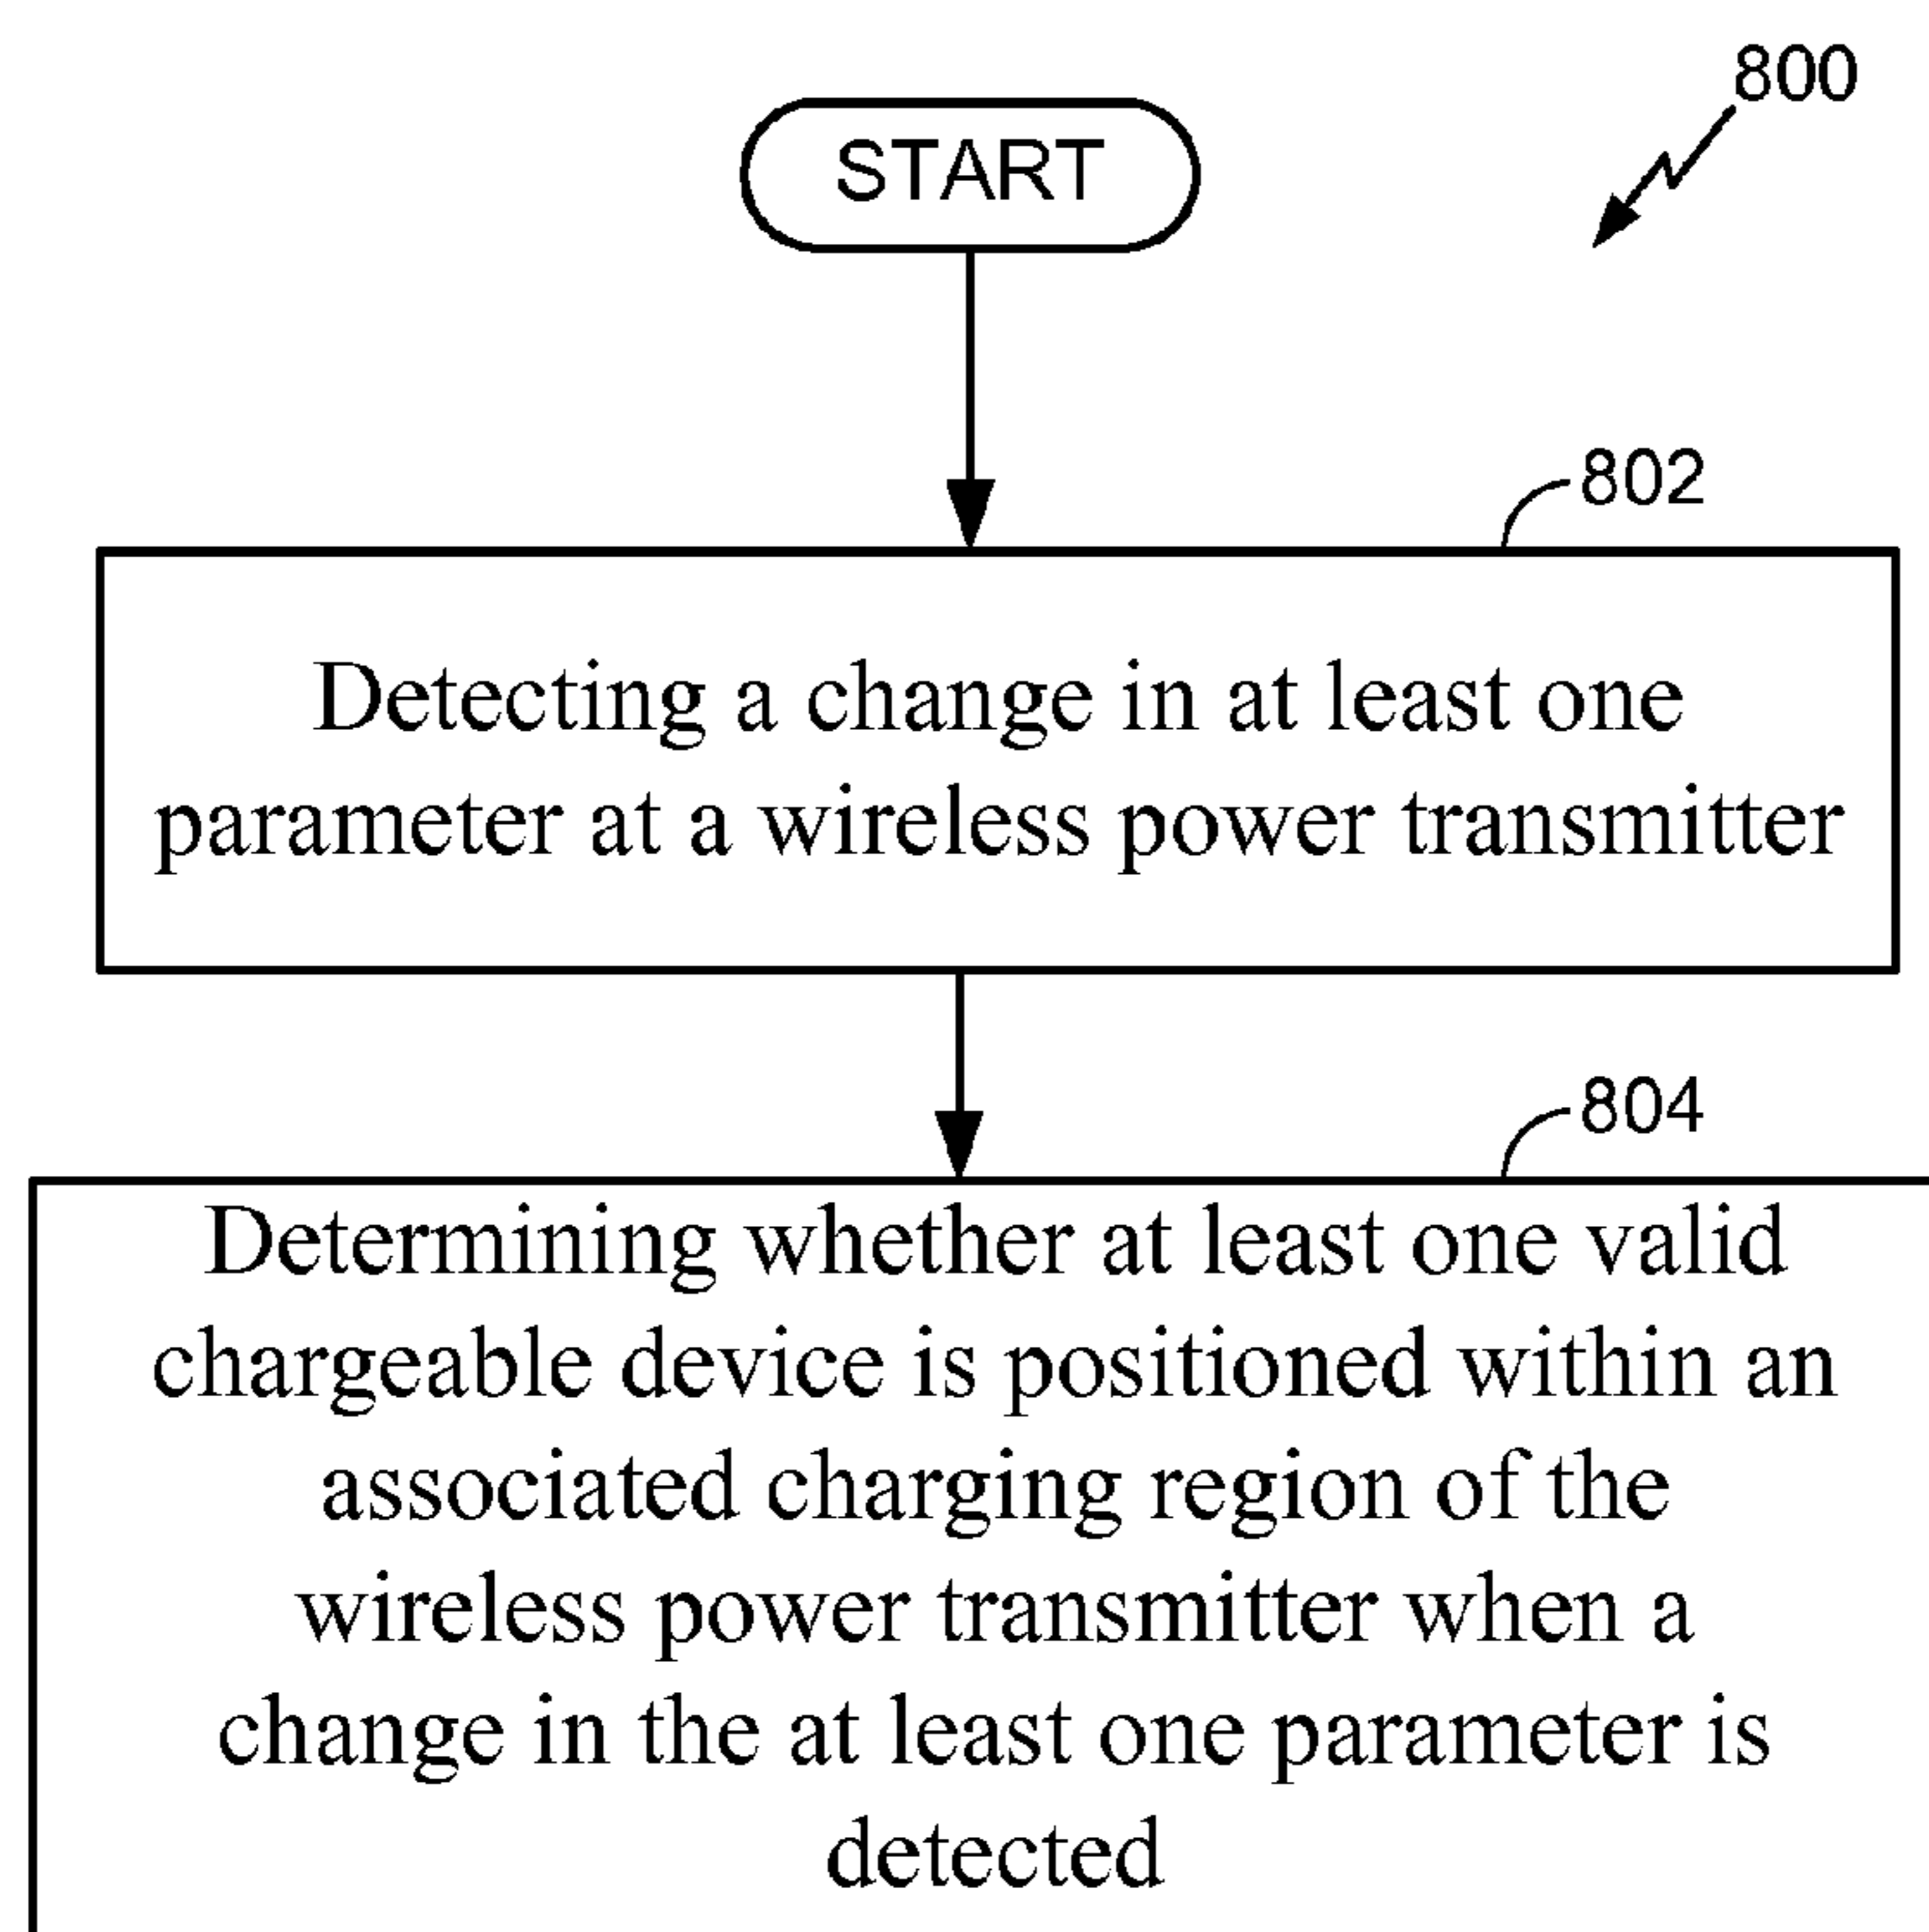 800
START
802
Detecting a change in at least one
parameter at a wireless power transmitter
804
Determining whether at least one valid
chargeable device is positioned within an
associated charging region of the
wireless power transmitter when a
change in the at least one parameter is
detected